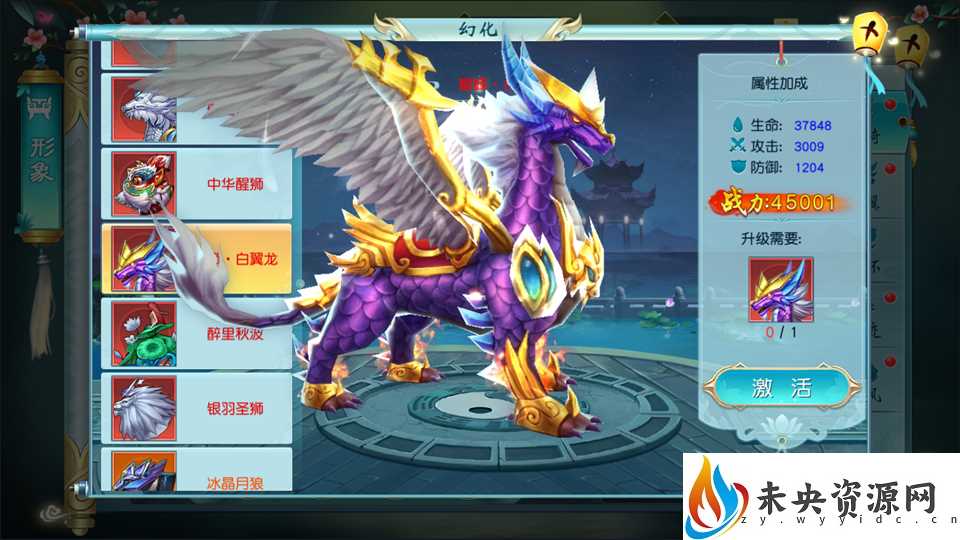 幻化
形象
中华醒狮
·白翼龙
醉里秋波
银羽圣狮
冰晶月狼
属性加成
生命: 37848
攻击: 3009
防御: 1204
战力:45001
升级需要:
0 / 1
激 活
未央资源网
zy.wyyidc.cn